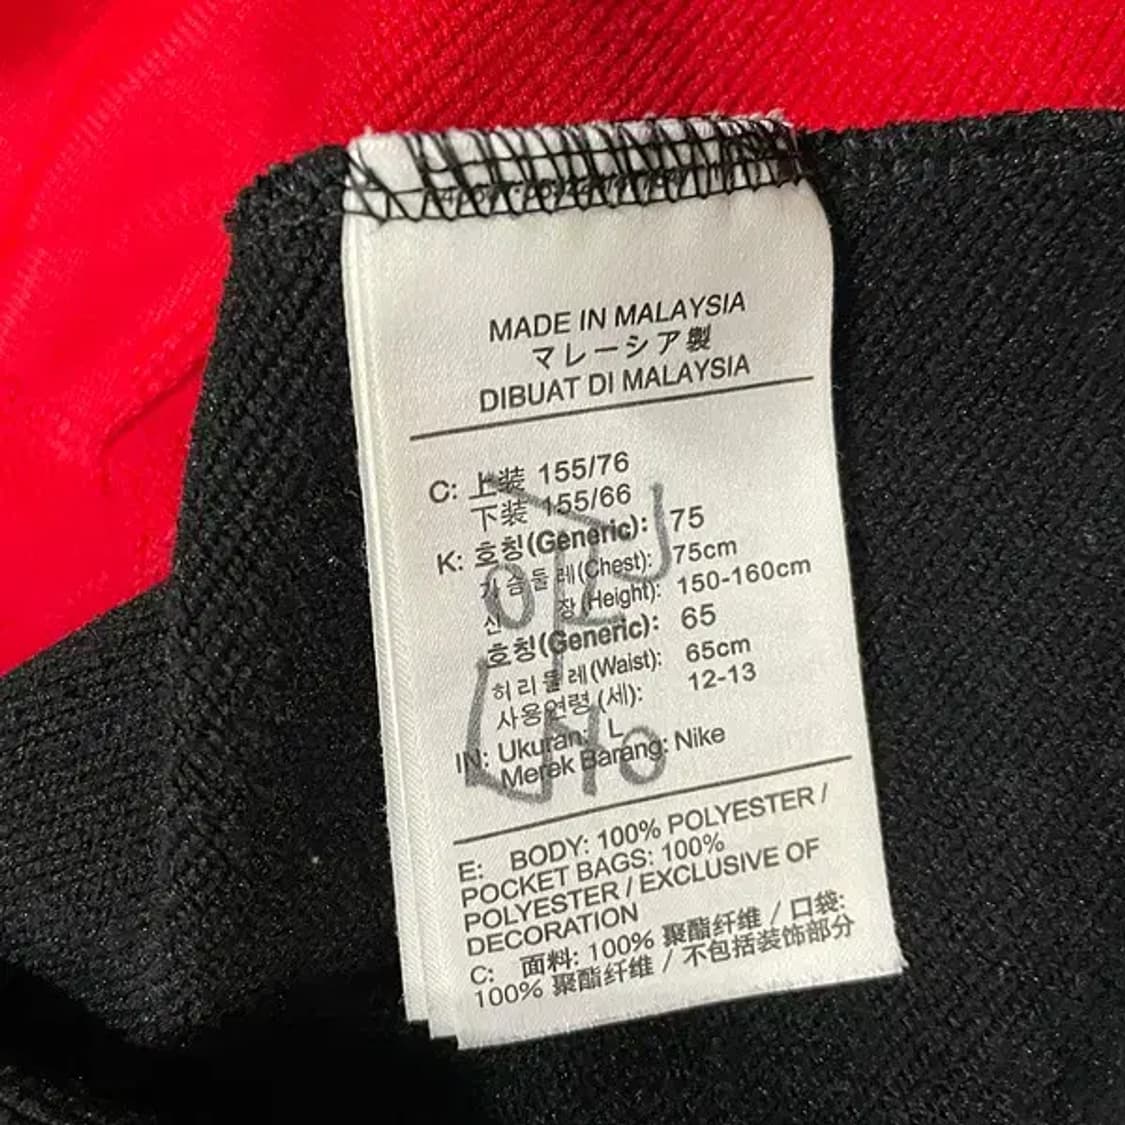 MADE IN MALAYSIA
マレーシア製
DIBUAT DI MALAYSIA
C: 上装 155/76
下装 155/66
K: 호칭(Generic): 75
가슴둘레(Chest): 75cm
신 장(Height): 150-160cm
호칭(Generic): 65
허리둘레(Waist): 65cm
사용연령(세): 12-13
IN: Ukuran: L
Merek Barang: Nike
E: BODY: 100% POLYESTER /
POCKET BAGS: 100%
POLYESTER / EXCLUSIVE OF
DECORATION
C: 面料: 100% 聚酯纤维 / 口袋:
100% 聚酯纤维 / 不包括装饰部分